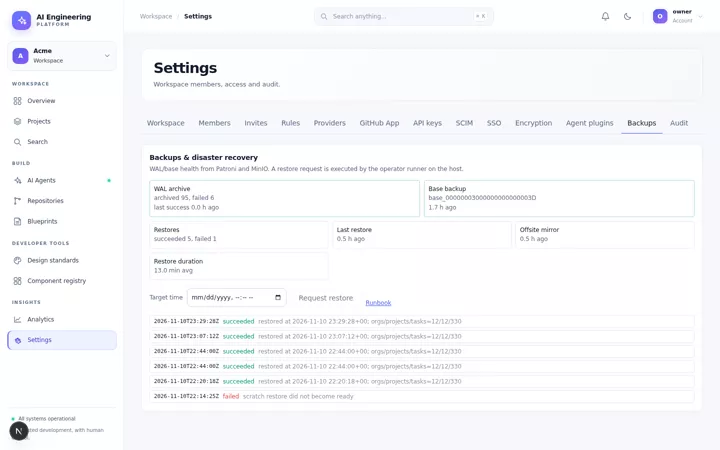 AI Engineering
PLATFORM
Workspace
Settings
Search anything...
⌘ K
O
owner
Account
A
Acme
Workspace
WORKSPACE
Overview
Projects
Search
BUILD
AI Agents
Repositories
Blueprints
DEVELOPER TOOLS
Design standards
Component registry
INSIGHTS
Analytics
Settings
All systems operational
ted development, with human
N
Settings
Workspace members, access and audit.
Workspace Members Invites Rules Providers GitHub App API keys SCIM SSO Encryption Agent plugins Backups Audit
Backups & disaster recovery
WAL/base health from Patroni and MinIO. A restore request is executed by the operator runner on the host.
WAL archive
archived 95, failed 6
last success 0.0 h ago
Base backup
base_00000003000000000000003D
1.7 h ago
Restores
succeeded 5, failed 1
Last restore
0.5 h ago
Offsite mirror
0.5 h ago
Restore duration
13.0 min avg
Target time mm/dd/yyyy, --:-- -- Request restore Runbook
2026-11-10T23:29:28Z succeeded restored at 2026-11-10 23:29:28+00; orgs/projects/tasks=12/12/330
2026-11-10T23:07:12Z succeeded restored at 2026-11-10 23:07:12+00; orgs/projects/tasks=12/12/330
2026-11-10T22:44:00Z succeeded restored at 2026-11-10 22:44:00+00; orgs/projects/tasks=12/12/330
2026-11-10T22:44:00Z succeeded restored at 2026-11-10 22:44:00+00; orgs/projects/tasks=12/12/330
2026-11-10T22:20:18Z succeeded restored at 2026-11-10 22:20:18+00; orgs/projects/tasks=12/12/330
2026-11-10T22:14:25Z failed scratch restore did not become ready